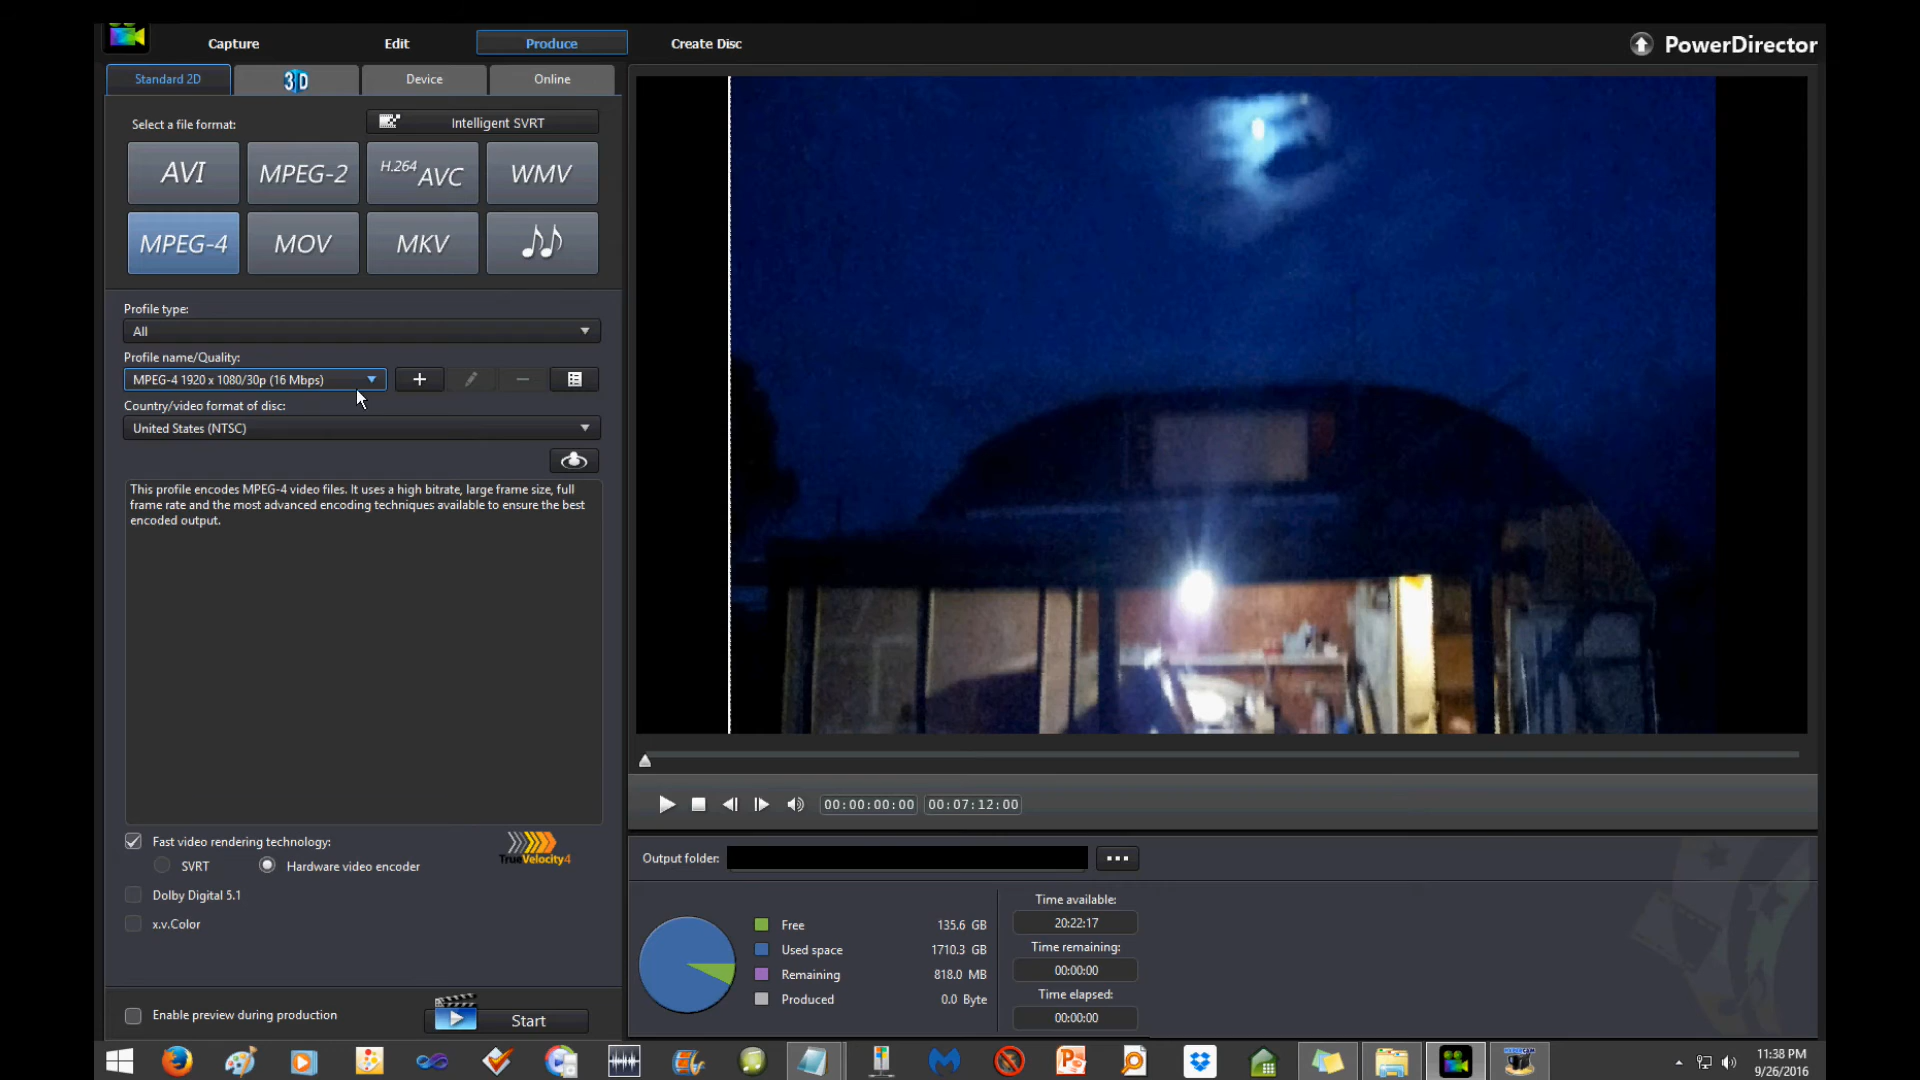 Capture
Edit
Produce
Create Disc
PowerDirector
Standard 2D
3D
Device
Online
Select a file format:
Intelligent SVRT
AVI
MPEG-2
H.264 AVC
WMV
MPEG-4
MOV
MKV
Profile type:
All
Profile name/Quality:
MPEG-4 1920 x 1080/30p (16 Mbps)
Country/video format of disc:
United States (NTSC)
This profile encodes MPEG-4 video files. It uses a high bitrate, large frame size, full
frame rate and the most advanced encoding techniques available to ensure the best
encoded output.
Fast video rendering technology:
TrueVelocity4
SVRT
Hardware video encoder
Dolby Digital 5.1
x.v.Color
Enable preview during production
Start
00:00:00:00
00:07:12:00
Output folder:
Free 135.6 GB
Used space 1710.3 GB
Remaining 818.0 MB
Produced 0.0 Byte
Time available:
20:22:17
Time remaining:
00:00:00
Time elapsed:
00:00:00
11:38 PM
9/26/2016